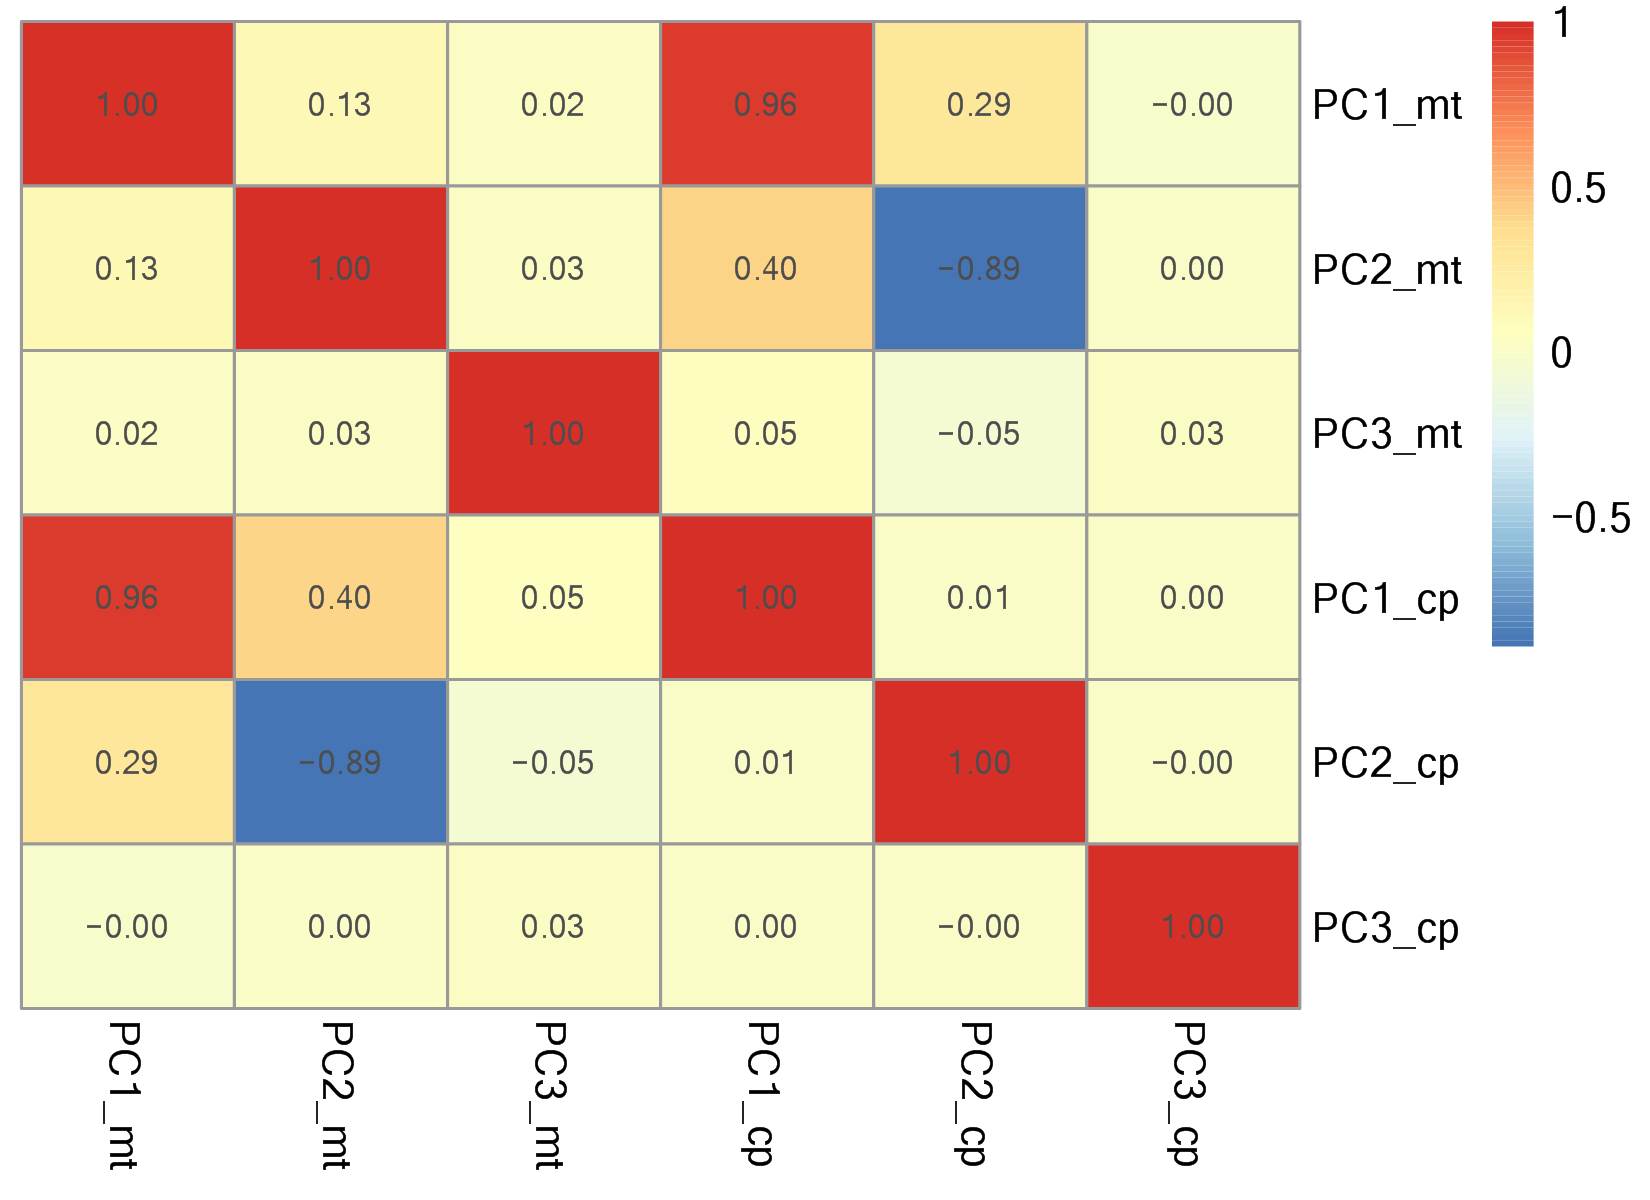 1.00 0.13 0.02 0.96 0.29 −0.00 PC1_mt
0.13 1.00 0.03 0.40 −0.89 0.00 PC2_mt
0.02 0.03 1.00 0.05 −0.05 0.03 PC3_mt
0.96 0.40 0.05 1.00 0.01 0.00 PC1_cp
0.29 −0.89 −0.05 0.01 1.00 −0.00 PC2_cp
−0.00 0.00 0.03 0.00 −0.00 1.00 PC3_cp
PC1_mt PC2_mt PC3_mt PC1_cp PC2_cp PC3_cp
1
0.5
0
−0.5